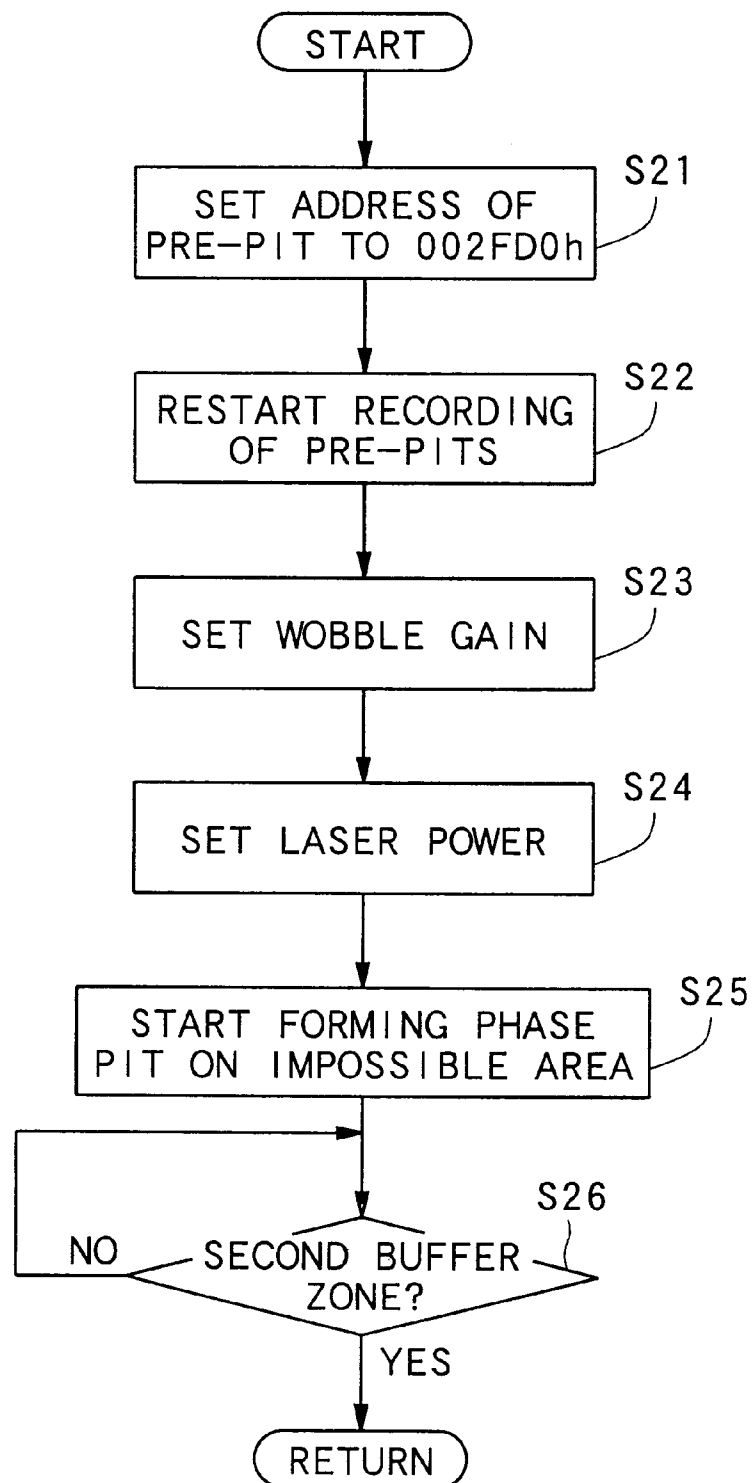 START
S21
SET ADDRESS OF
PRE-PIT TO 002FD0h
S22
RESTART RECORDING
OF PRE-PITS
S23
SET WOBBLE GAIN
S24
SET LASER POWER
S25
START FORMING PHASE
PIT ON IMPOSSIBLE AREA
S26
NO
SECOND BUFFER
ZONE?
YES
RETURN